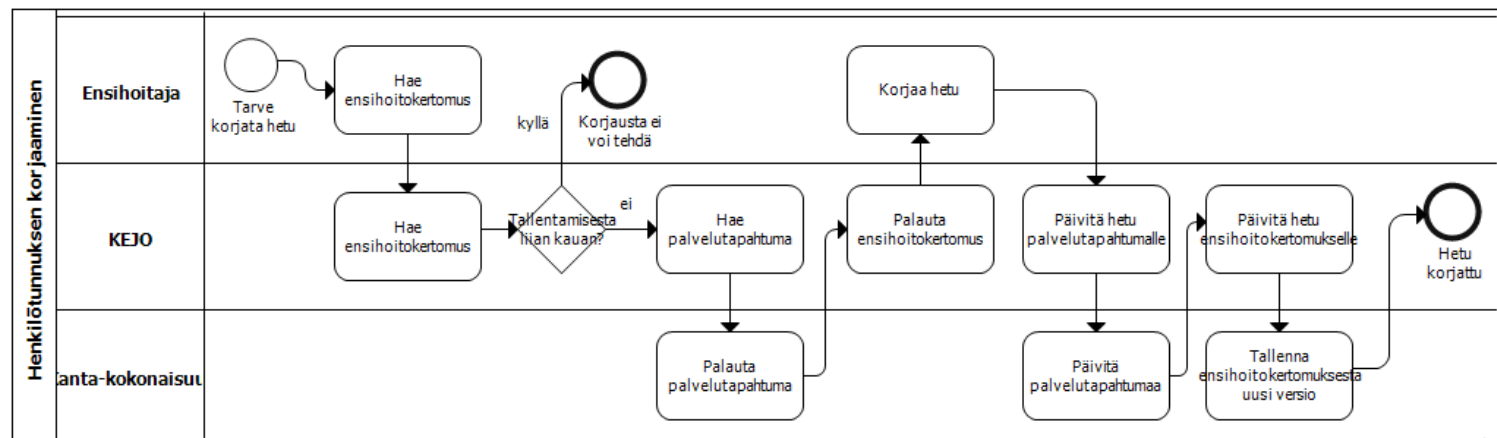 Henkilötunnuksen korjaaminen
Ensihoitaja
Tarve
korjata hetu
Hae
ensihoitokertomus
kyllä
Korjausta ei
voi tehdä
Korjaa hetu
KEJO
Hae
ensihoitokertomus
Tallentamisesta
liian kauan?
ei
Hae
palvelutapahtuma
Palauta
ensihoitokertomus
Päivitä hetu
palvelutapahtumalle
Päivitä hetu
ensihoitokertomukselle
Hetu
korjattu
Kanta-kokonaisuu
Palauta
palvelutapahtuma
Päivitä
palvelutapahtumaa
Tallenna
ensihoitokertomuksesta
uusi versio